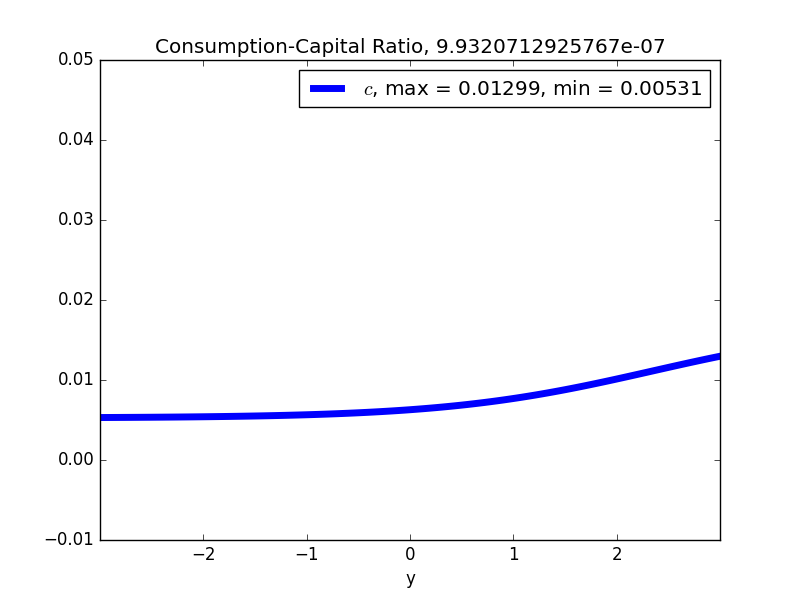 Consumption-Capital Ratio, 9.9320712925767e-07
0.05
c, max = 0.01299, min = 0.00531
0.04
0.03
0.02
0.01
0.00
−0.01
−2 −1 0 1 2
y